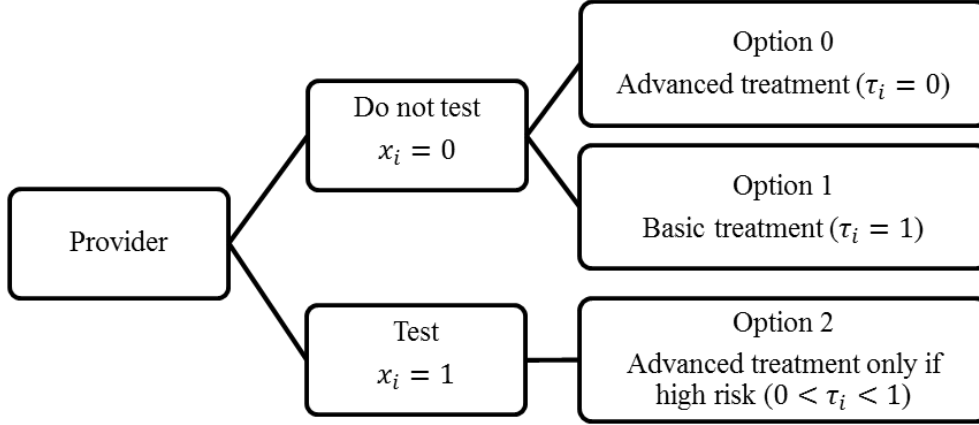 Provider
Do not test
𝑥ᵢ = 0
Option 0
Advanced treatment (𝜏ᵢ = 0)
Option 1
Basic treatment (𝜏ᵢ = 1)
Test
𝑥ᵢ = 1
Option 2
Advanced treatment only if
high risk (0 < 𝜏ᵢ < 1)